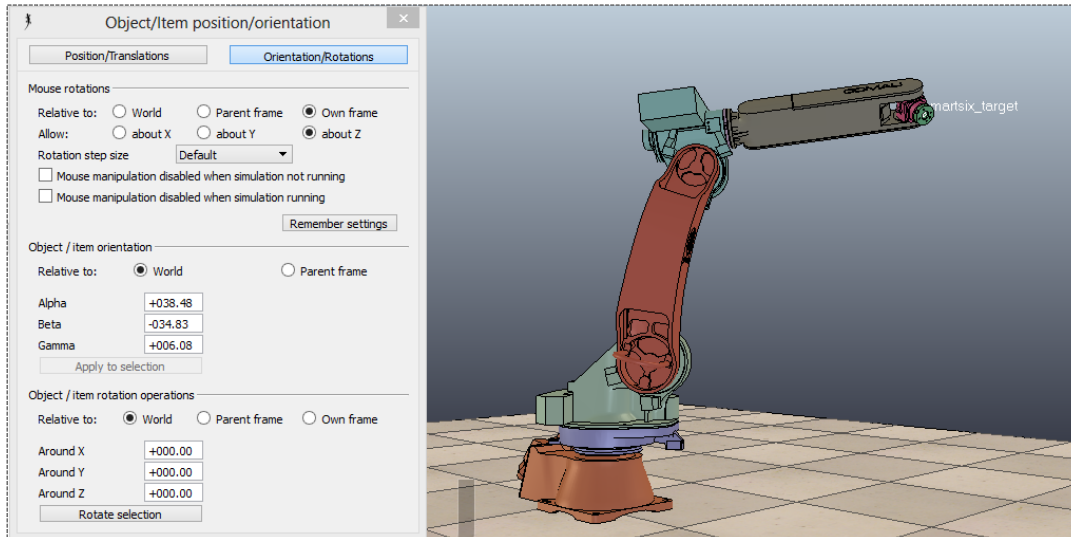 Object/Item position/orientation
Position/Translations Orientation/Rotations
Mouse rotations
Relative to: World Parent frame Own frame
Allow: about X about Y about Z
Rotation step size Default
Mouse manipulation disabled when simulation not running
Mouse manipulation disabled when simulation running
Remember settings
Object / item orientation
Relative to: World Parent frame
Alpha +038.48
Beta -034.83
Gamma +006.08
Apply to selection
Object / item rotation operations
Relative to: World Parent frame Own frame
Around X +000.00
Around Y +000.00
Around Z +000.00
Rotate selection
martsix_target